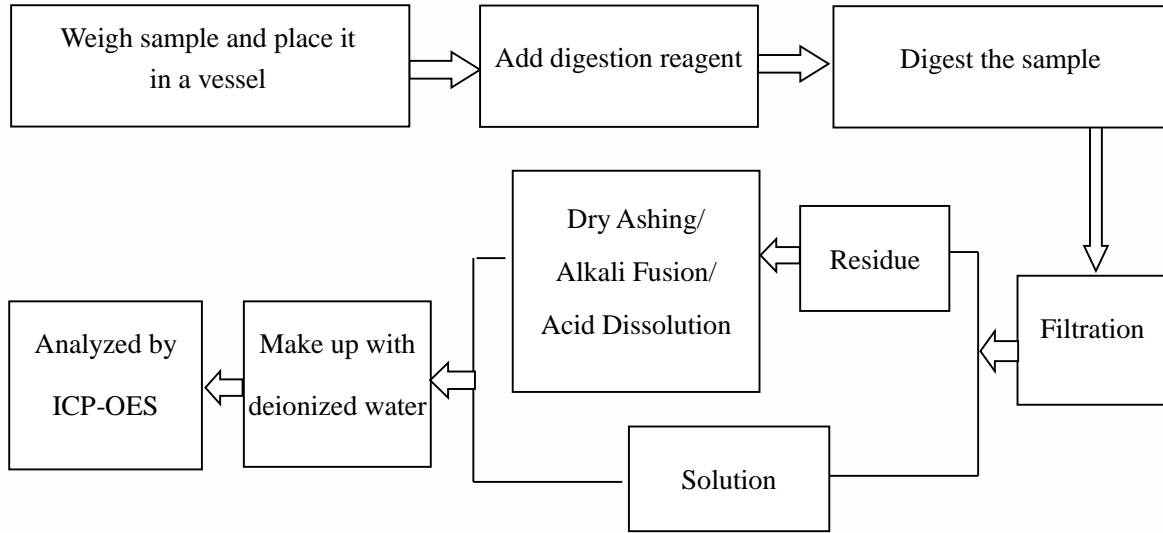 Weigh sample and place it
in a vessel
Add digestion reagent
Digest the sample
Filtration
Residue
Dry Ashing/
Alkali Fusion/
Acid Dissolution
Solution
Make up with
deionized water
Analyzed by
ICP-OES